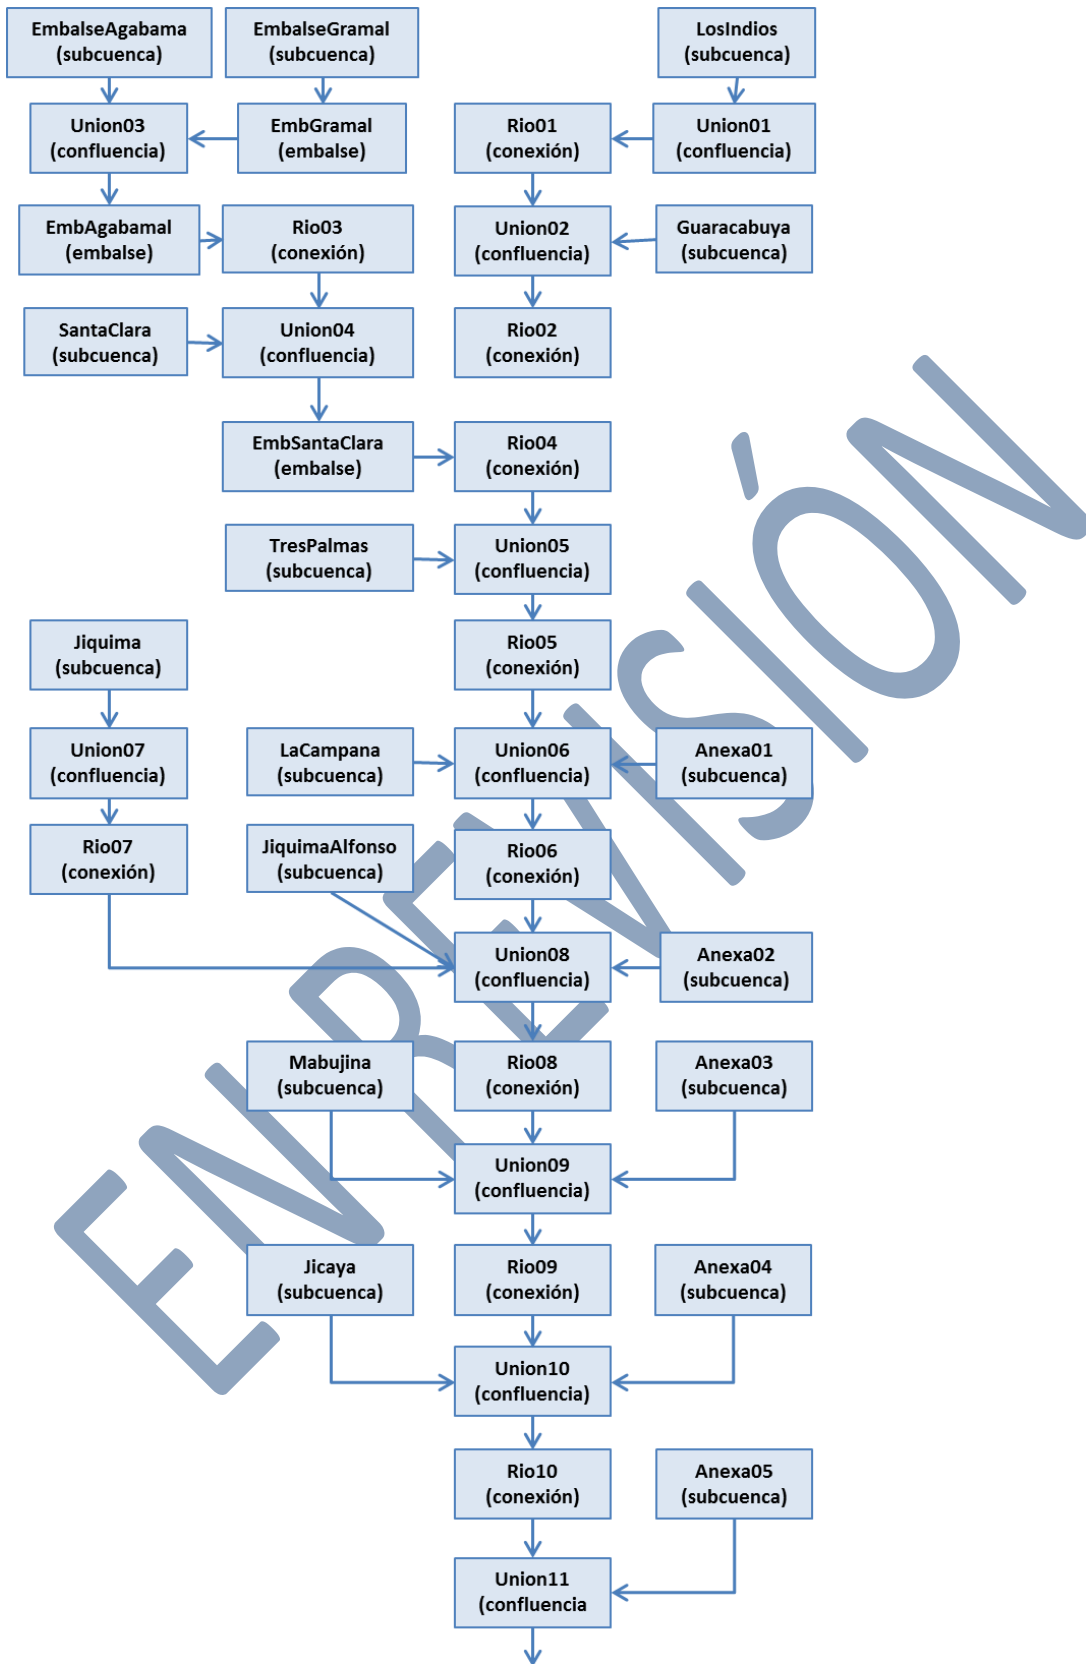 EmbalseAgabama
(subcuenca)
EmbalseGramal
(subcuenca)
LosIndios
(subcuenca)
Union03
(confluencia)
EmbGramal
(embalse)
Rio01
(conexión)
Union01
(confluencia)
EmbAgabamal
(embalse)
Rio03
(conexión)
Union02
(confluencia)
Guaracabuya
(subcuenca)
SantaClara
(subcuenca)
Union04
(confluencia)
Rio02
(conexión)
EmbSantaClara
(embalse)
Rio04
(conexión)
TresPalmas
(subcuenca)
Union05
(confluencia)
Jiquima
(subcuenca)
Rio05
(conexión)
Union07
(confluencia)
LaCampana
(subcuenca)
Union06
(confluencia)
Anexa01
(subcuenca)
Rio07
(conexión)
JiquimaAlfonso
(subcuenca)
Rio06
(conexión)
Union08
(confluencia)
Anexa02
(subcuenca)
Mabujina
(subcuenca)
Rio08
(conexión)
Anexa03
(subcuenca)
Union09
(confluencia)
Jicaya
(subcuenca)
Rio09
(conexión)
Anexa04
(subcuenca)
Union10
(confluencia)
Rio10
(conexión)
Anexa05
(subcuenca)
Union11
(confluencia
EN REVISIÓN